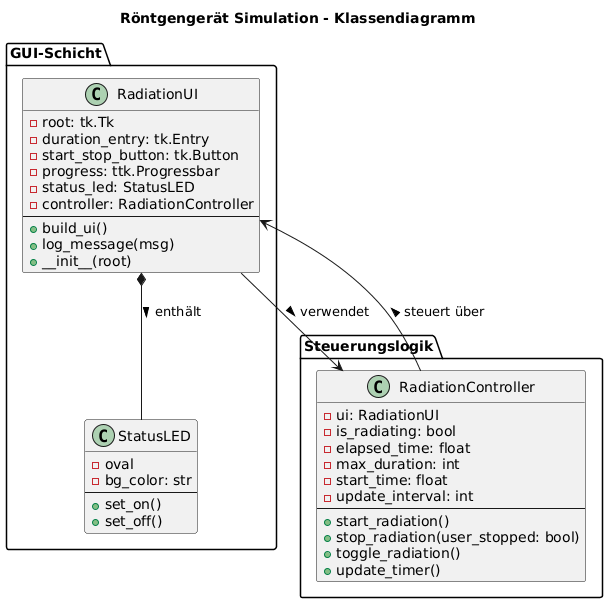 Röntgengerät Simulation - Klassendiagramm
GUI-Schicht
C RadiationUI
root: tk.Tk
duration_entry: tk.Entry
start_stop_button: tk.Button
progress: ttk.Progressbar
status_led: StatusLED
controller: RadiationController
build_ui()
log_message(msg)
__init__(root)
enthält
verwendet
steuert über
Steuerungslogik
C RadiationController
ui: RadiationUI
is_radiating: bool
elapsed_time: float
max_duration: int
start_time: float
update_interval: int
start_radiation()
stop_radiation(user_stopped: bool)
toggle_radiation()
update_timer()
C StatusLED
oval
bg_color: str
set_on()
set_off()